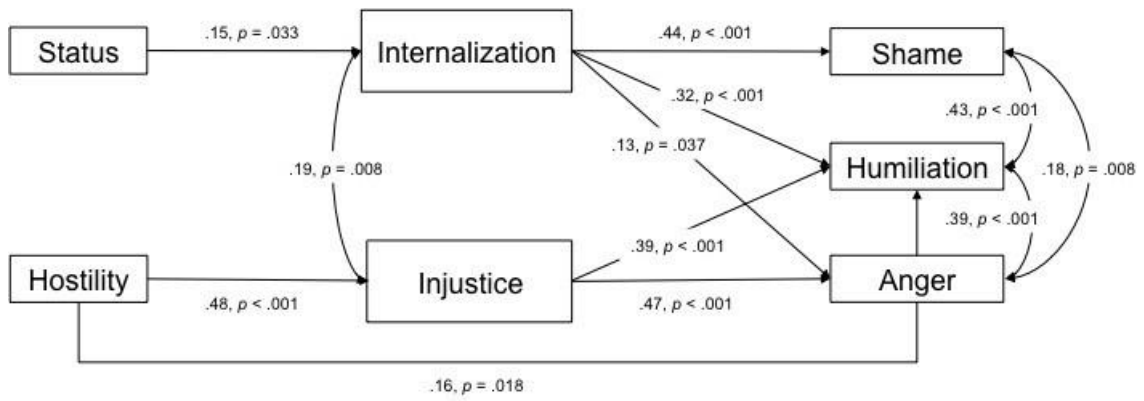 .15, p = .033
.44, p < .001
Status
Internalization
Shame
.32, p < .001
.43, p < .001
.13, p = .037
.19, p = .008
Humiliation
.18, p = .008
.39, p < .001
.39, p < .001
Hostility
Injustice
Anger
.48, p < .001
.47, p < .001
.16, p = .018